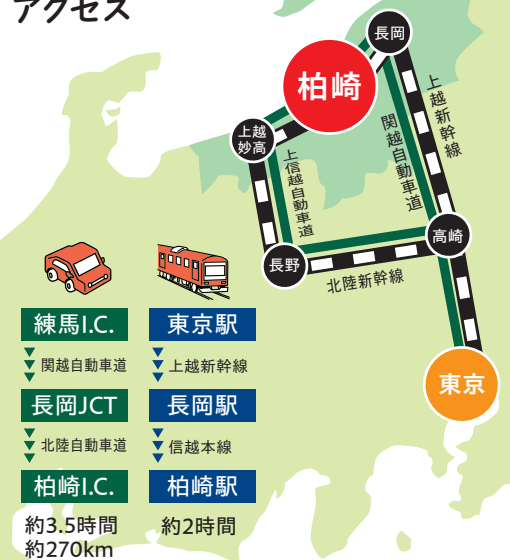 アクセス
長岡
柏崎
上越
妙高
上越新幹線
関越自動車道
上信越自動車道
高崎
長野
北陸新幹線
東京
練馬I.C.
関越自動車道
長岡JCT
北陸自動車道
柏崎I.C.
約3.5時間
約270km
東京駅
上越新幹線
長岡駅
信越本線
柏崎駅
約2時間